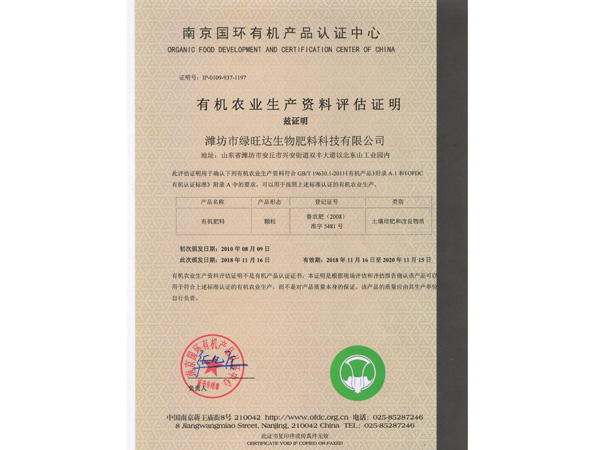 南京国环有机产品认证中心
ORGANIC FOOD DEVELOPMENT AND CERTIFICATION CENTER OF CHINA
证明号：IP-0109-937-1197
有机农业生产资料评估证明
兹证明
潍坊市绿旺达生物肥料科技有限公司
地址：山东省潍坊市安丘市兴安街道双丰大道以北东山工业园内
此评估证明用于确认下列有机农业生产资料符合 GB/T 19630.1-2011《有机产品》附录 A.1 和《OFDC
有机认证标准》附录 A 中的要求，可以用于按照上述标准认证的有机农业生产。
产品名称 产品形态 登记证号 类别
有机肥料 颗粒 鲁农肥（2008）准字 5481 号 土壤培肥和改良物质
初次颁发日期：2010 年 08 月 09 日
此次颁发日期：2018 年 11 月 16 日 有效期：2018 年 11 月 16 日至 2020 年 11 月 15 日
有机农业生产资料评估证明不是有机产品认证证书。本证明是根据现场评估和评估报告确认该产品可以
用于符合上述标准认证的有机农业生产，而不是对产品质量本身的保证。该产品的质量应由其生产单位
自行负责。
南京国环有机产品认证中心
负责人
中国南京蒋王庙街8号 210042 http://www.ofdc.org.cn 电话：025-85287246
8 Jiangwangmiao Street, Nanjing, 210042 China TEL: 025-85287246
此证书复印件或传真件无效
CERTIFICATE VOID IF COPIED OR FAXED